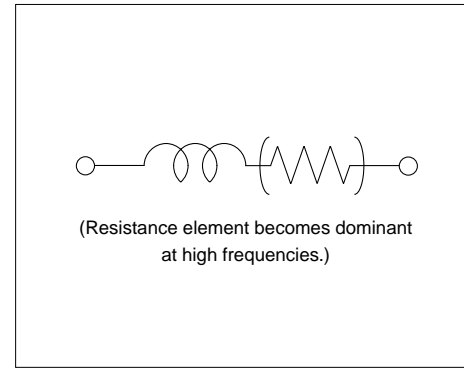 (Resistance element becomes dominant
at high frequencies.)